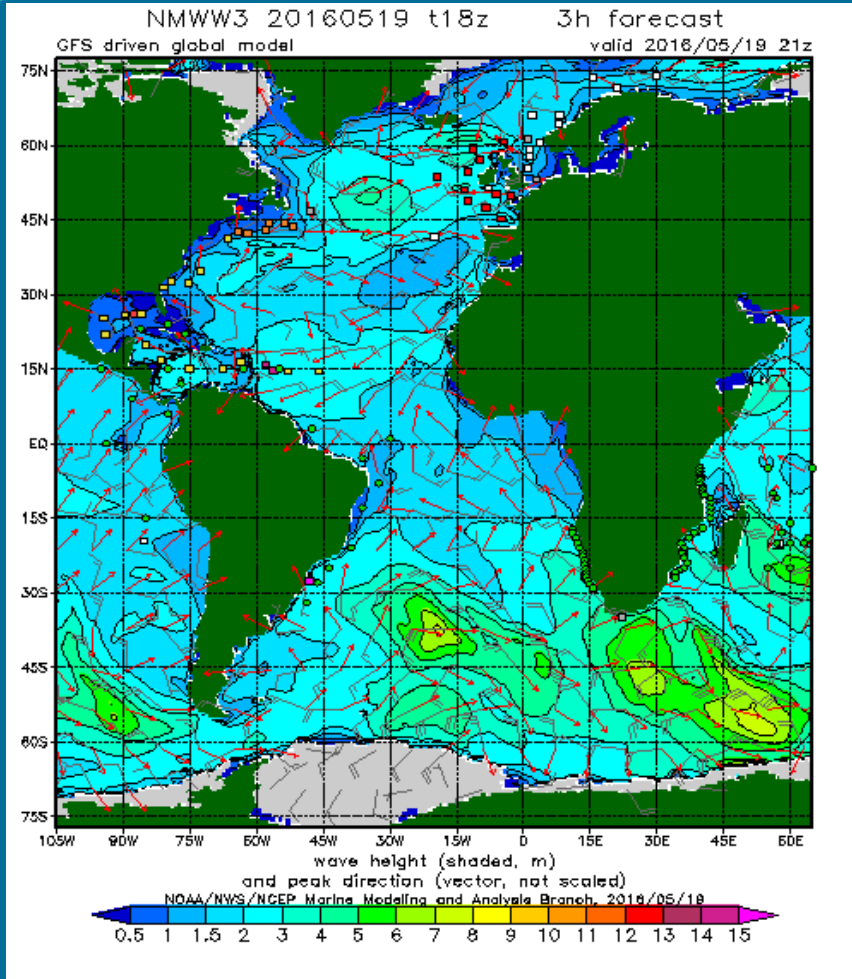 NMWW3 20160519 t18z 3h forecast
GFS driven global model valid 2016/05/19 21z
75N
60N
45N
30N
15N
EQ
15S
30S
45S
60S
75S
105W 90W 75W 60W 45W 30W 15W 0 15E 30E 45E 60E
wave height (shaded, m)
and peak direction (vector, not scaled)
NOAA/NWS/NCEP Marine Modeling and Analysis Branch, 2016/05/19
0.5 1 1.5 2 3 4 5 6 7 8 9 10 11 12 13 14 15